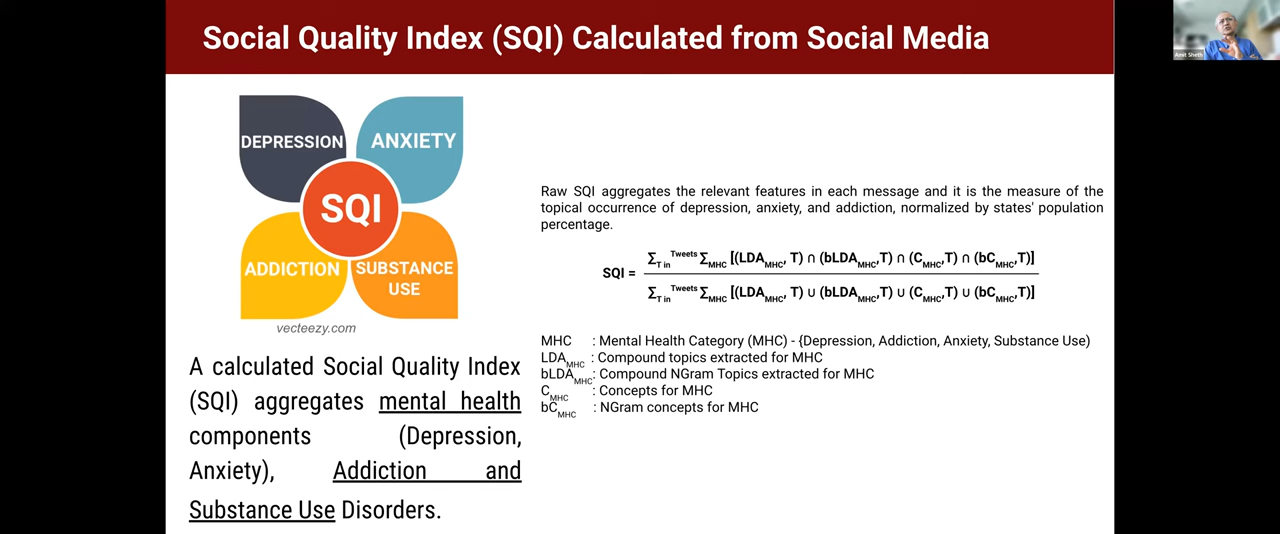 Social Quality Index (SQI) Calculated from Social Media
Amit Sheth
DEPRESSION
ANXIETY
SQI
ADDICTION
SUBSTANCE
USE
vecteezy.com
A calculated Social Quality Index
(SQI) aggregates mental health
components (Depression,
Anxiety), Addiction and
Substance Use Disorders.
Raw SQI aggregates the relevant features in each message and it is the measure of the
topical occurrence of depression, anxiety, and addiction, normalized by states' population
percentage.
∑T in Tweets ∑MHC [(LDAMHC, T) ∩ (bLDAMHC,T) ∩ (CMHC,T) ∩ (bCMHC,T)]
SQI =
∑T in Tweets ∑MHC [(LDAMHC, T) ∪ (bLDAMHC,T) ∪ (CMHC,T) ∪ (bCMHC,T)]
MHC : Mental Health Category (MHC) - {Depression, Addiction, Anxiety, Substance Use)
LDAMHC : Compound topics extracted for MHC
bLDAMHC: Compound NGram Topics extracted for MHC
CMHC : Concepts for MHC
bCMHC : NGram concepts for MHC